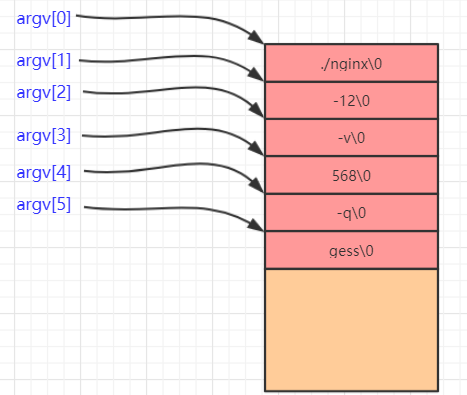 argv[0]
argv[1]
argv[2]
argv[3]
argv[4]
argv[5]
./nginx\0
-12\0
-v\0
568\0
-q\0
gess\0